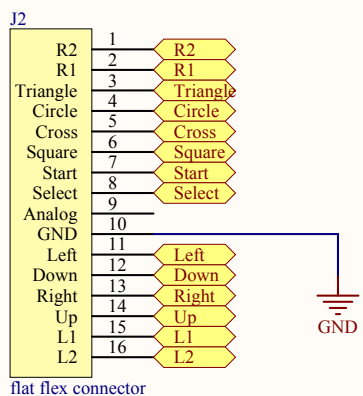 J2
R2 1 R2
R1 2 R1
Triangle 3 Triangle
Circle 4 Circle
Cross 5 Cross
Square 6 Square
Start 7 Start
Select 8 Select
Analog 9
GND 10
Left 11 Left
Down 12 Down
Right 13 Right
Up 14 Up
L1 15 L1
L2 16 L2
GND
flat flex connector